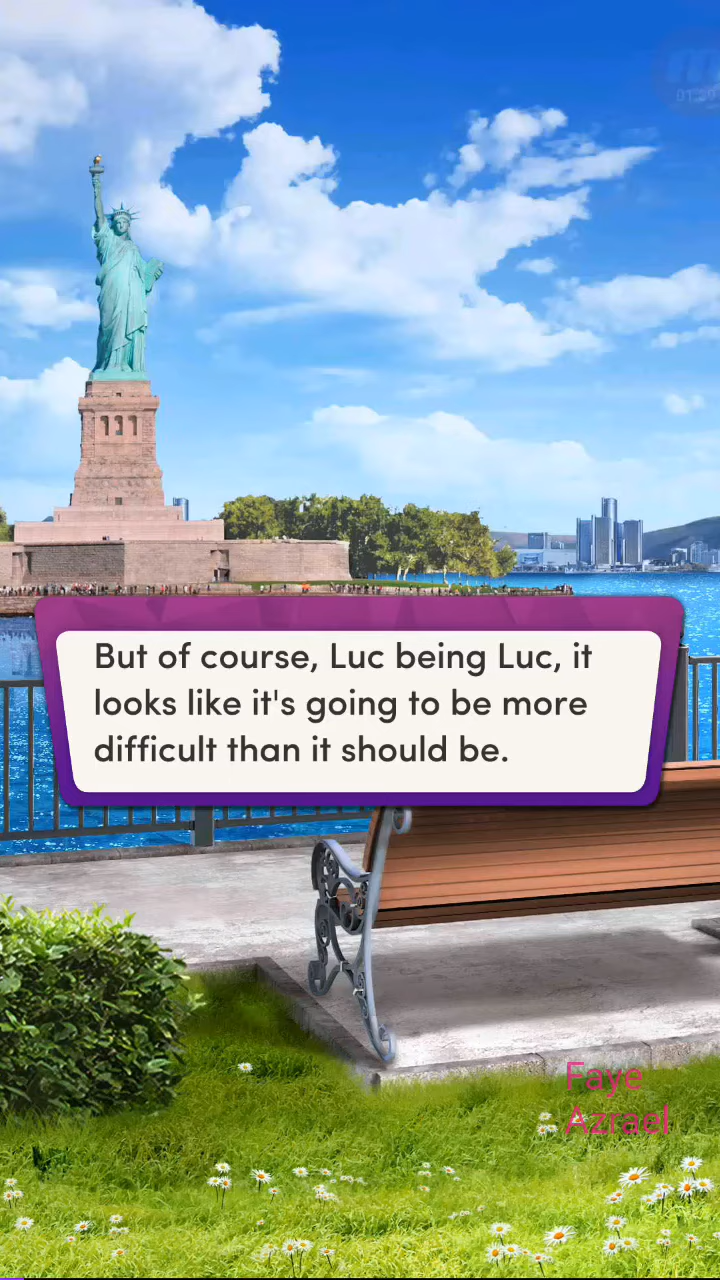 But of course, Luc being Luc, it
looks like it's going to be more
difficult than it should be.
Faye
Azrael